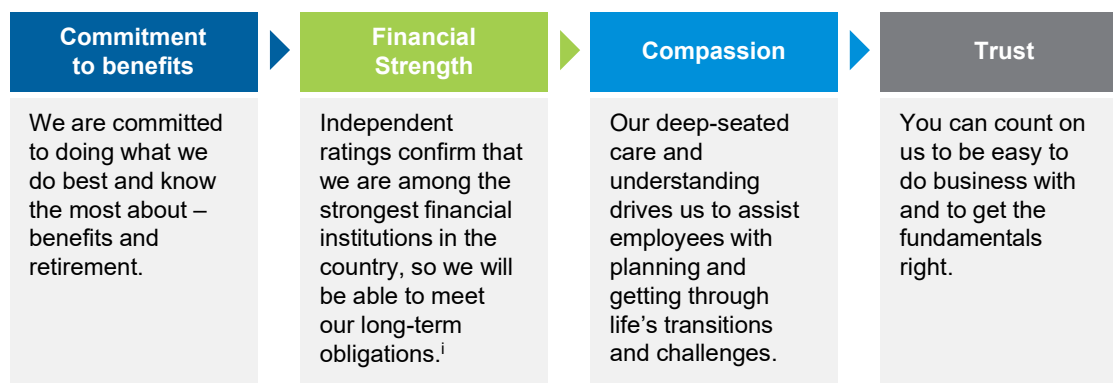 Commitment
to benefits
We are committed
to doing what we
do best and know
the most about –
benefits and
retirement.
Financial
Strength
Independent
ratings confirm that
we are among the
strongest financial
institutions in the
country, so we will
be able to meet
our long-term
obligations.ⁱ
Compassion
Our deep-seated
care and
understanding
drives us to assist
employees with
planning and
getting through
life’s transitions
and challenges.
Trust
You can count on
us to be easy to
do business with
and to get the
fundamentals
right.